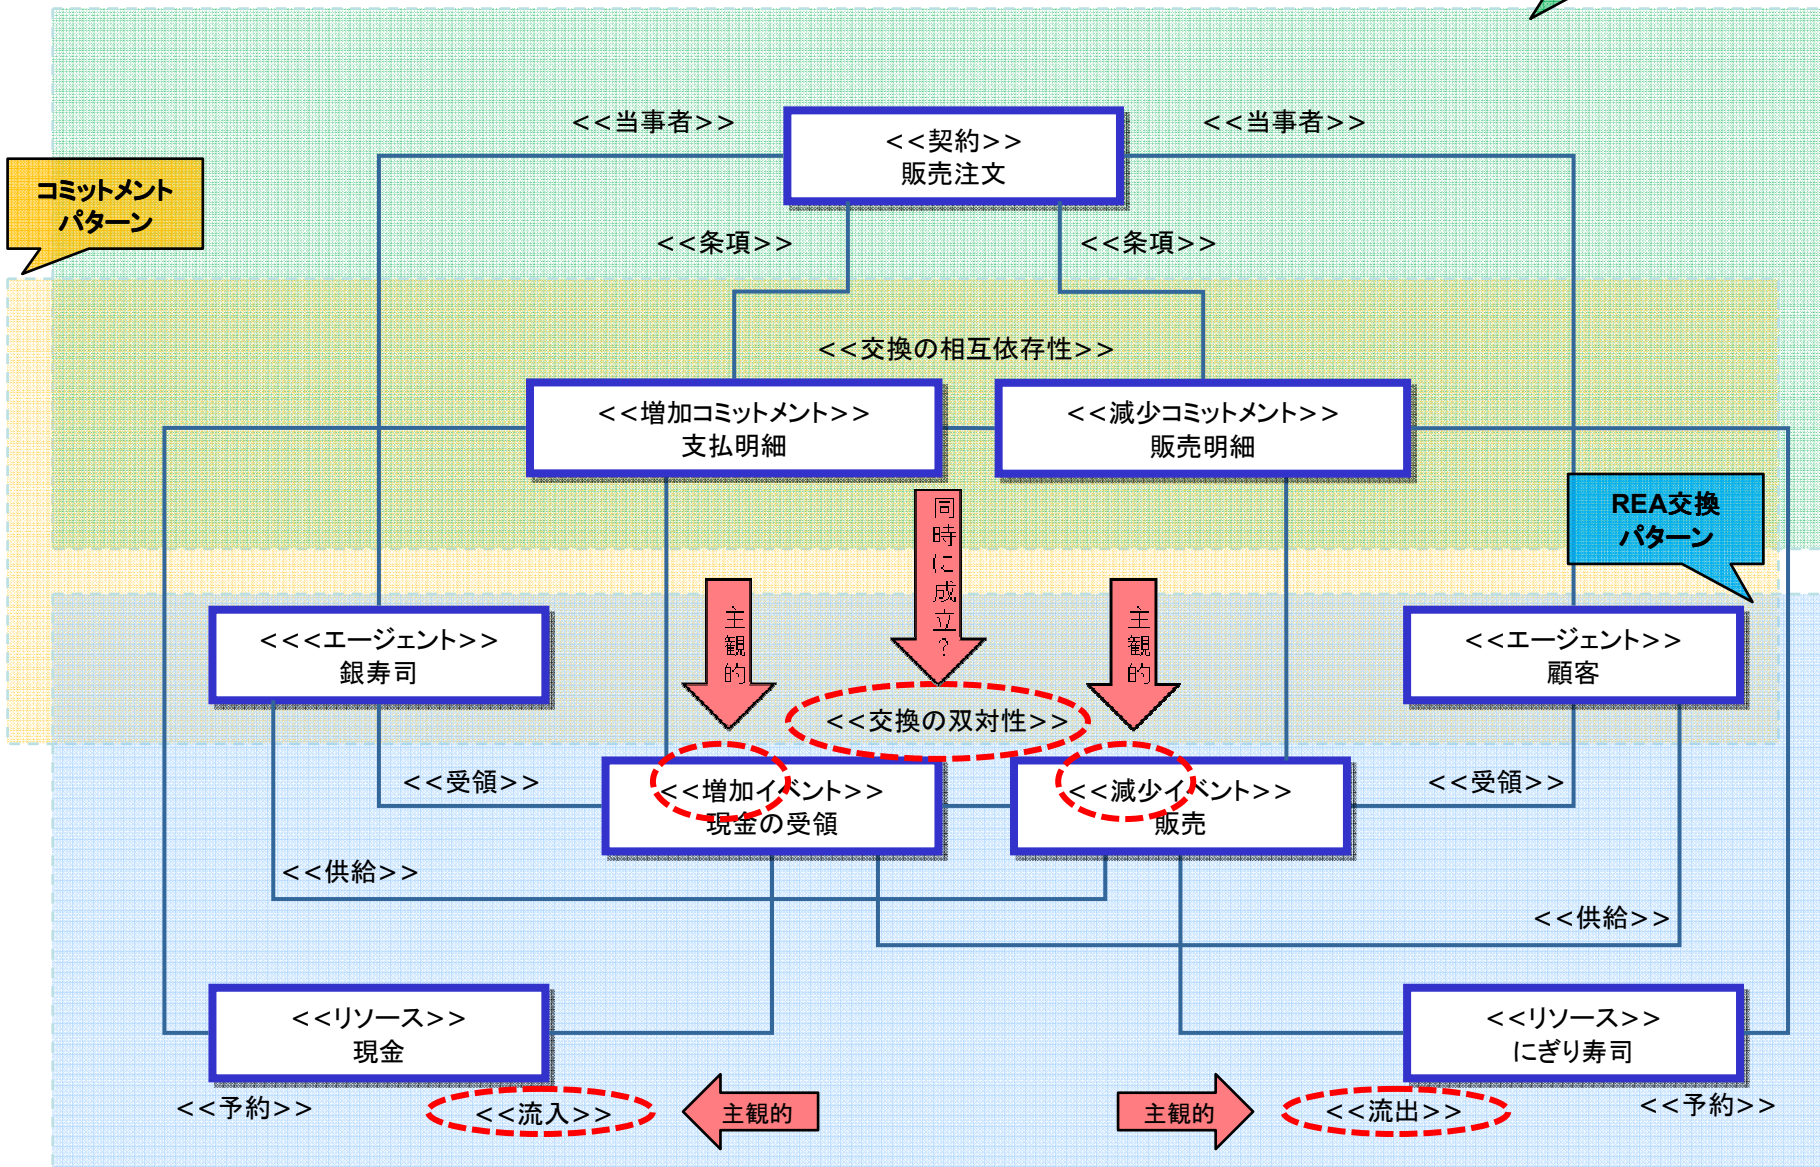 <<当事者>>
<<当事者>>
<<契約>>
販売注文
コミットメント
パターン
<<条項>>
<<条項>>
<<交換の相互依存性>>
<<増加コミットメント>>
支払明細
<<減少コミットメント>>
販売明細
REA交換
パターン
同時に成立?
主観的
主観的
<<<エージェント>>
銀寿司
<<エージェント>>
顧客
<<交換の双対性>>
<<受領>>
<<増加イベント>>
現金の受領
<<減少イベント>>
販売
<<受領>>
<<供給>>
<<供給>>
<<リソース>>
現金
<<リソース>>
にぎり寿司
<<予約>>
<<流入>>
主観的
主観的
<<流出>>
<<予約>>